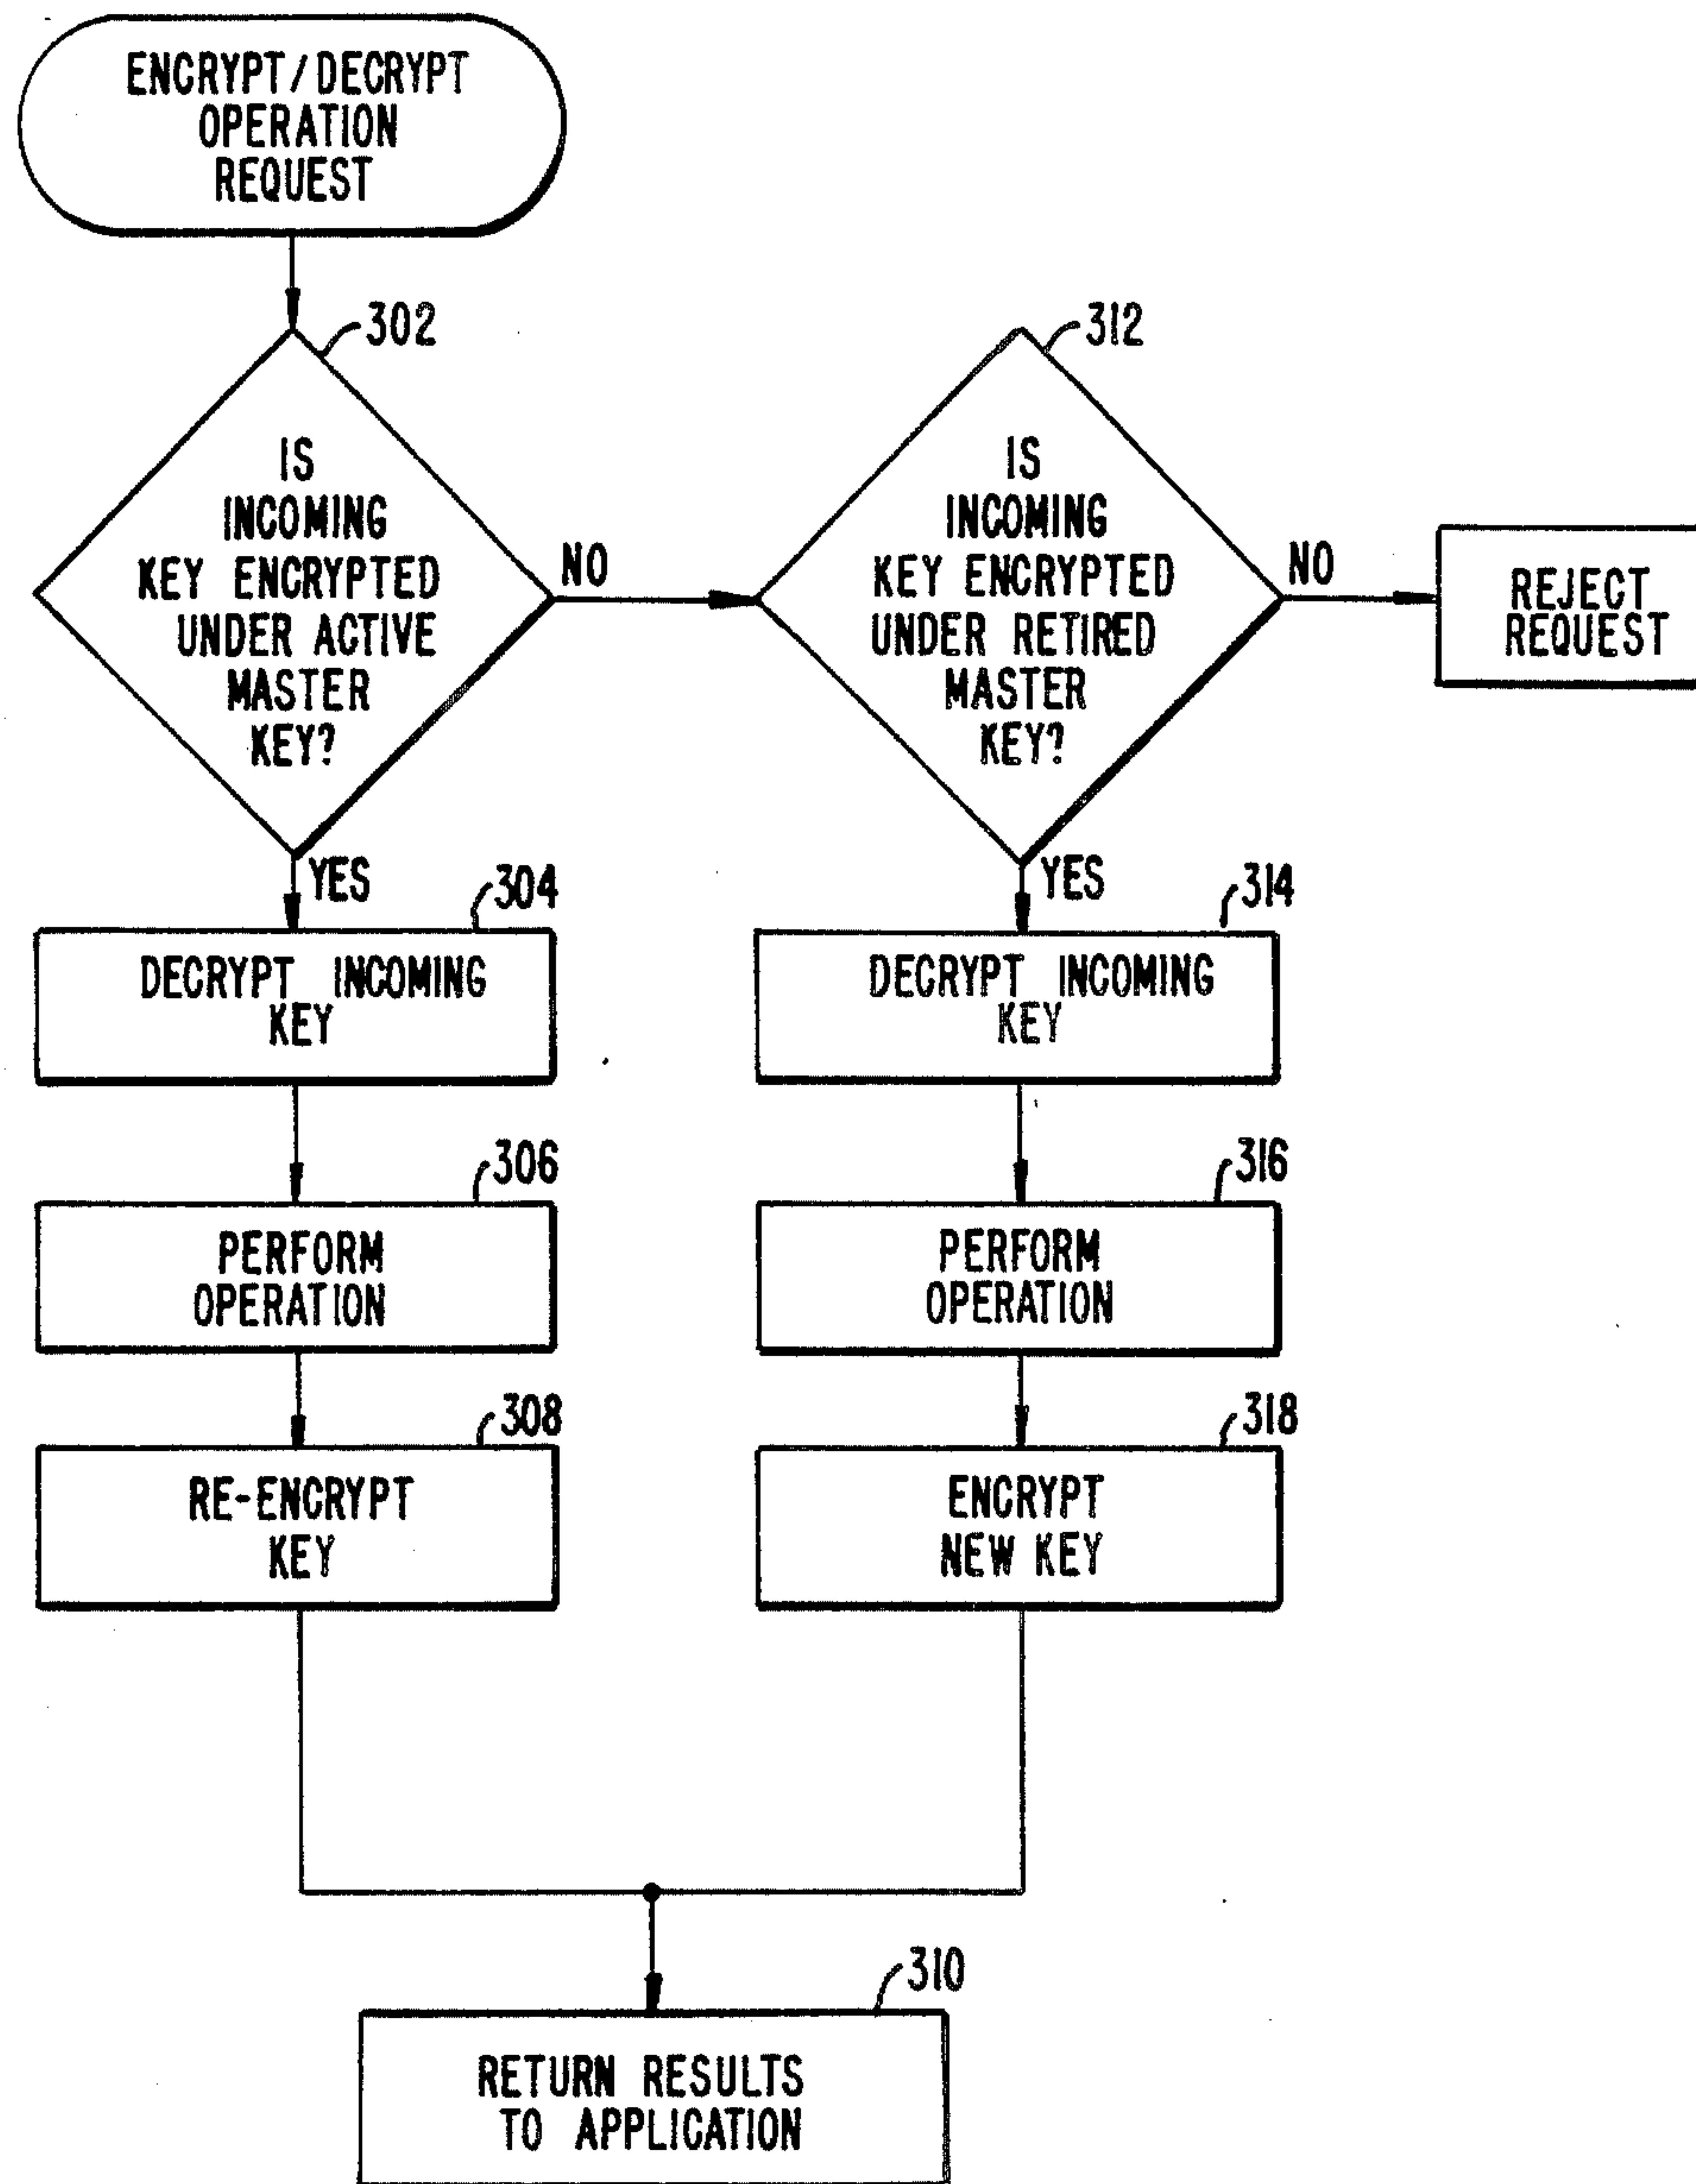 ENCRYPT/DECRYPT
OPERATION
REQUEST
302
IS
INCOMING
KEY ENCRYPTED
UNDER ACTIVE
MASTER
KEY?
NO
YES
312
IS
INCOMING
KEY ENCRYPTED
UNDER RETIRED
MASTER
KEY?
NO
YES
REJECT
REQUEST
304
DECRYPT INCOMING
KEY
314
DECRYPT INCOMING
KEY
306
PERFORM
OPERATION
316
PERFORM
OPERATION
308
RE-ENCRYPT
KEY
318
ENCRYPT
NEW KEY
310
RETURN RESULTS
TO APPLICATION